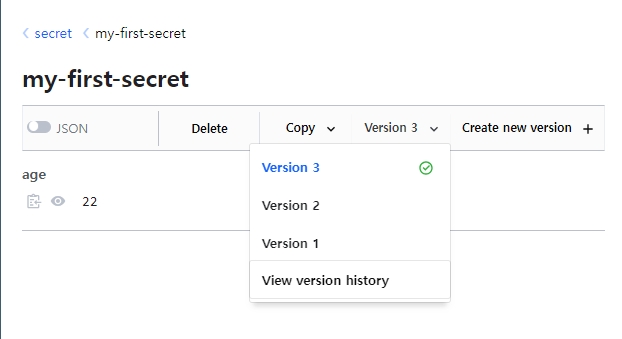 secret my-first-secret
my-first-secret
JSON Delete Copy Version 3 Create new version +
age
22
Version 3
Version 2
Version 1
View version history